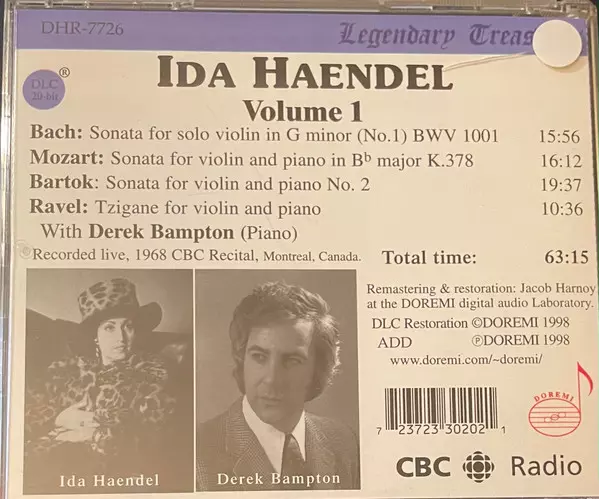 DHR-7726
Legendary
IDA HAENDEL
DLC ®
20-bit
Volume 1
Bach: Sonata for solo violin in G minor (No.1) BWV 1001 15:56
Mozart: Sonata for violin and piano in Bb major K.378 16:12
Bartok: Sonata for violin and piano No. 2 19:37
Ravel: Tzigane for violin and piano 10:36
With Derek Bampton (Piano)
Recorded live, 1968 CBC Recital, Montreal, Canada.
Total time: 63:15
Remastering & restoration: Jacob Harnoy
at the DOREMI digital audio Laboratory.
DLC Restoration ©DOREMI 1998
ADD ℗DOREMI 1998
www.doremi.com/~doremi/
DOREMI
Ida Haendel
Derek Bampton
7 23723 30202 1
CBC Radio